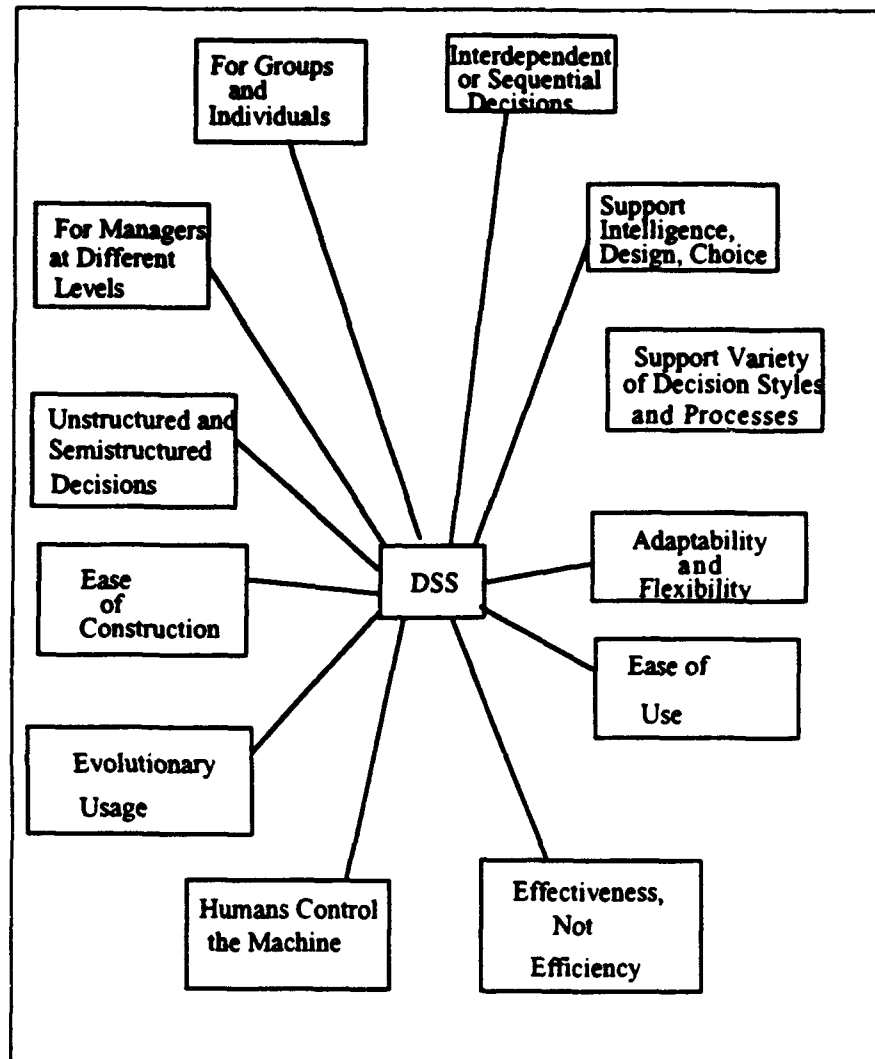 For Groups
and
Individuals
Interdependent
or Sequential
Decisions
For Managers
at Different
Levels
Support
Intelligence,
Design, Choice
Support Variety
of Decision Styles
and Processes
Unstructured and
Semistructured
Decisions
DSS
Adaptability
and
Flexibility
Ease
of
Construction
Ease of
Use
Evolutionary
Usage
Humans Control
the Machine
Effectiveness,
Not
Efficiency